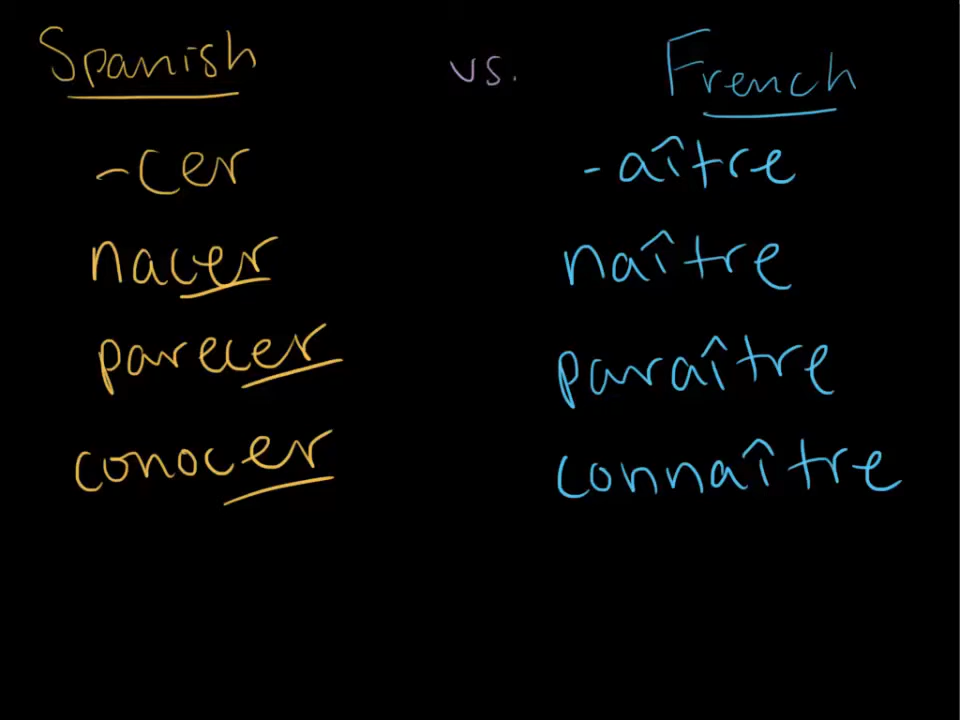 Spanish vs. French
-cer -aître
nacer naître
parecer paraître
conocer connaître